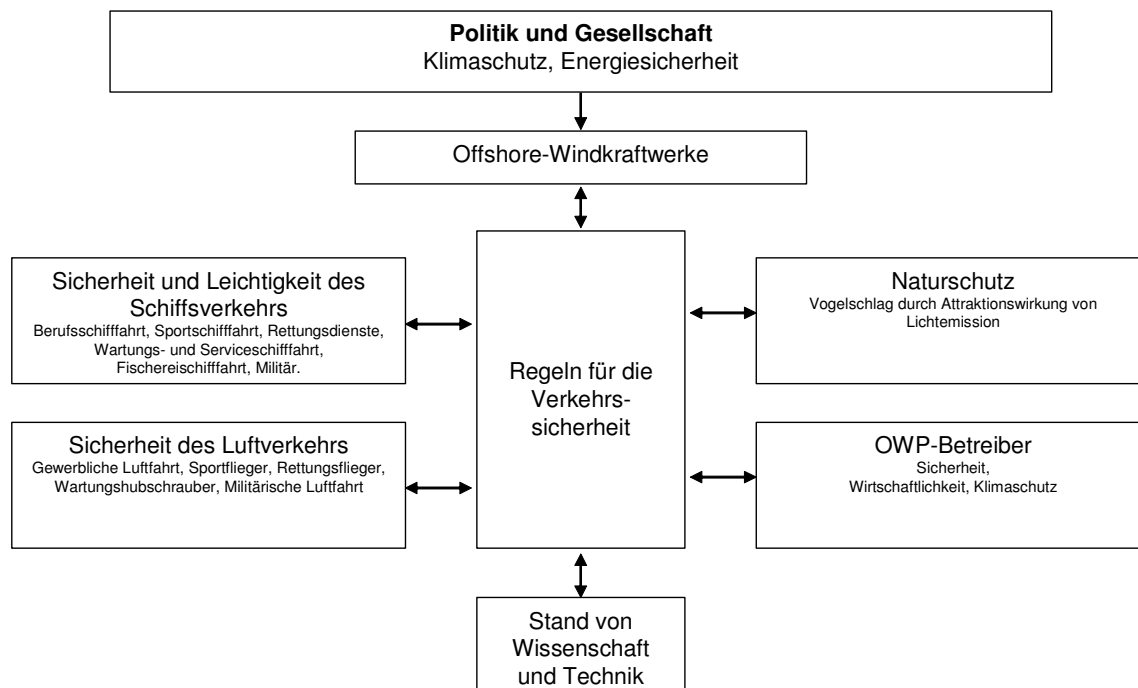 Politik und Gesellschaft
Klimaschutz, Energiesicherheit
Offshore-Windkraftwerke
Sicherheit und Leichtigkeit des
Schiffsverkehrs
Berufsschifffahrt, Sportschifffahrt, Rettungsdienste,
Wartungs- und Serviceschifffahrt,
Fischereischifffahrt, Militär.
Naturschutz
Vogelschlag durch Attraktionswirkung von
Lichtemission
Regeln für die
Verkehrs-
sicherheit
Sicherheit des Luftverkehrs
Gewerbliche Luftfahrt, Sportflieger, Rettungsflieger,
Wartungshubschrauber, Militärische Luftfahrt
OWP-Betreiber
Sicherheit,
Wirtschaftlichkeit, Klimaschutz
Stand von
Wissenschaft
und Technik